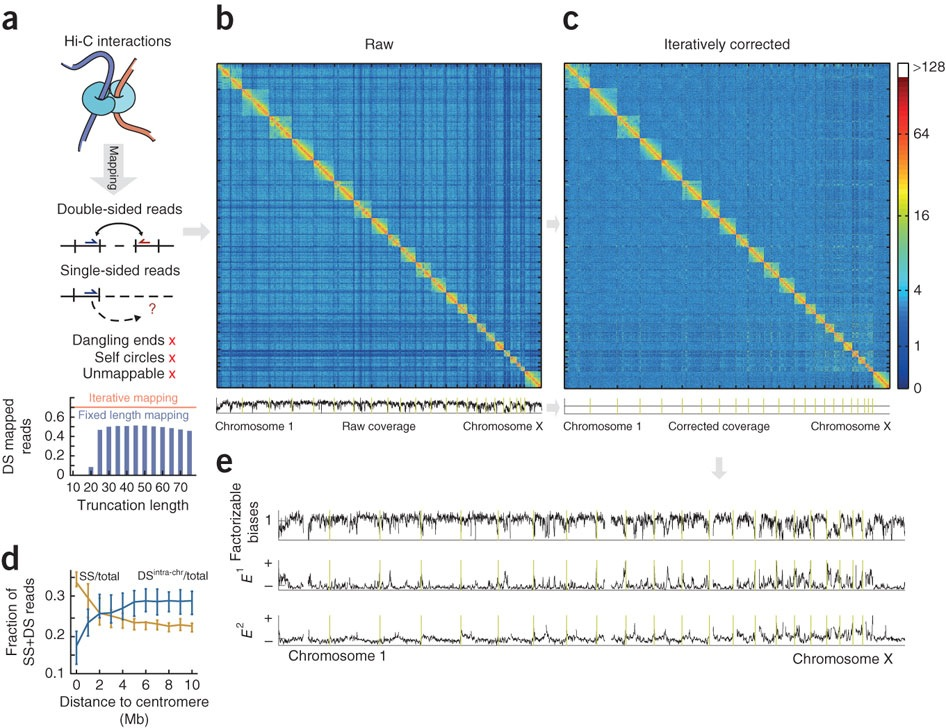 a
Hi-C interactions
Mapping
Double-sided reads
Single-sided reads
?
Dangling ends x
Self circles x
Unmappable x
Iterative mapping
Fixed length mapping
DS mapped
reads
0.6
0.4
0.2
0
10 20 30 40 50 60 70
Truncation length
b
Raw
Chromosome 1
Raw coverage
Chromosome X
c
Iteratively corrected
>128
64
16
4
1
0
Chromosome 1
Corrected coverage
Chromosome X
d
SS/total
DSintra-chr/total
Fraction of
SS+DS reads
0.3
0.2
0.1
0 2 4 6 8 10
Distance to centromere
(Mb)
e
Factorizable
biases
1
E1
+
–
E2
+
–
Chromosome 1
Chromosome X